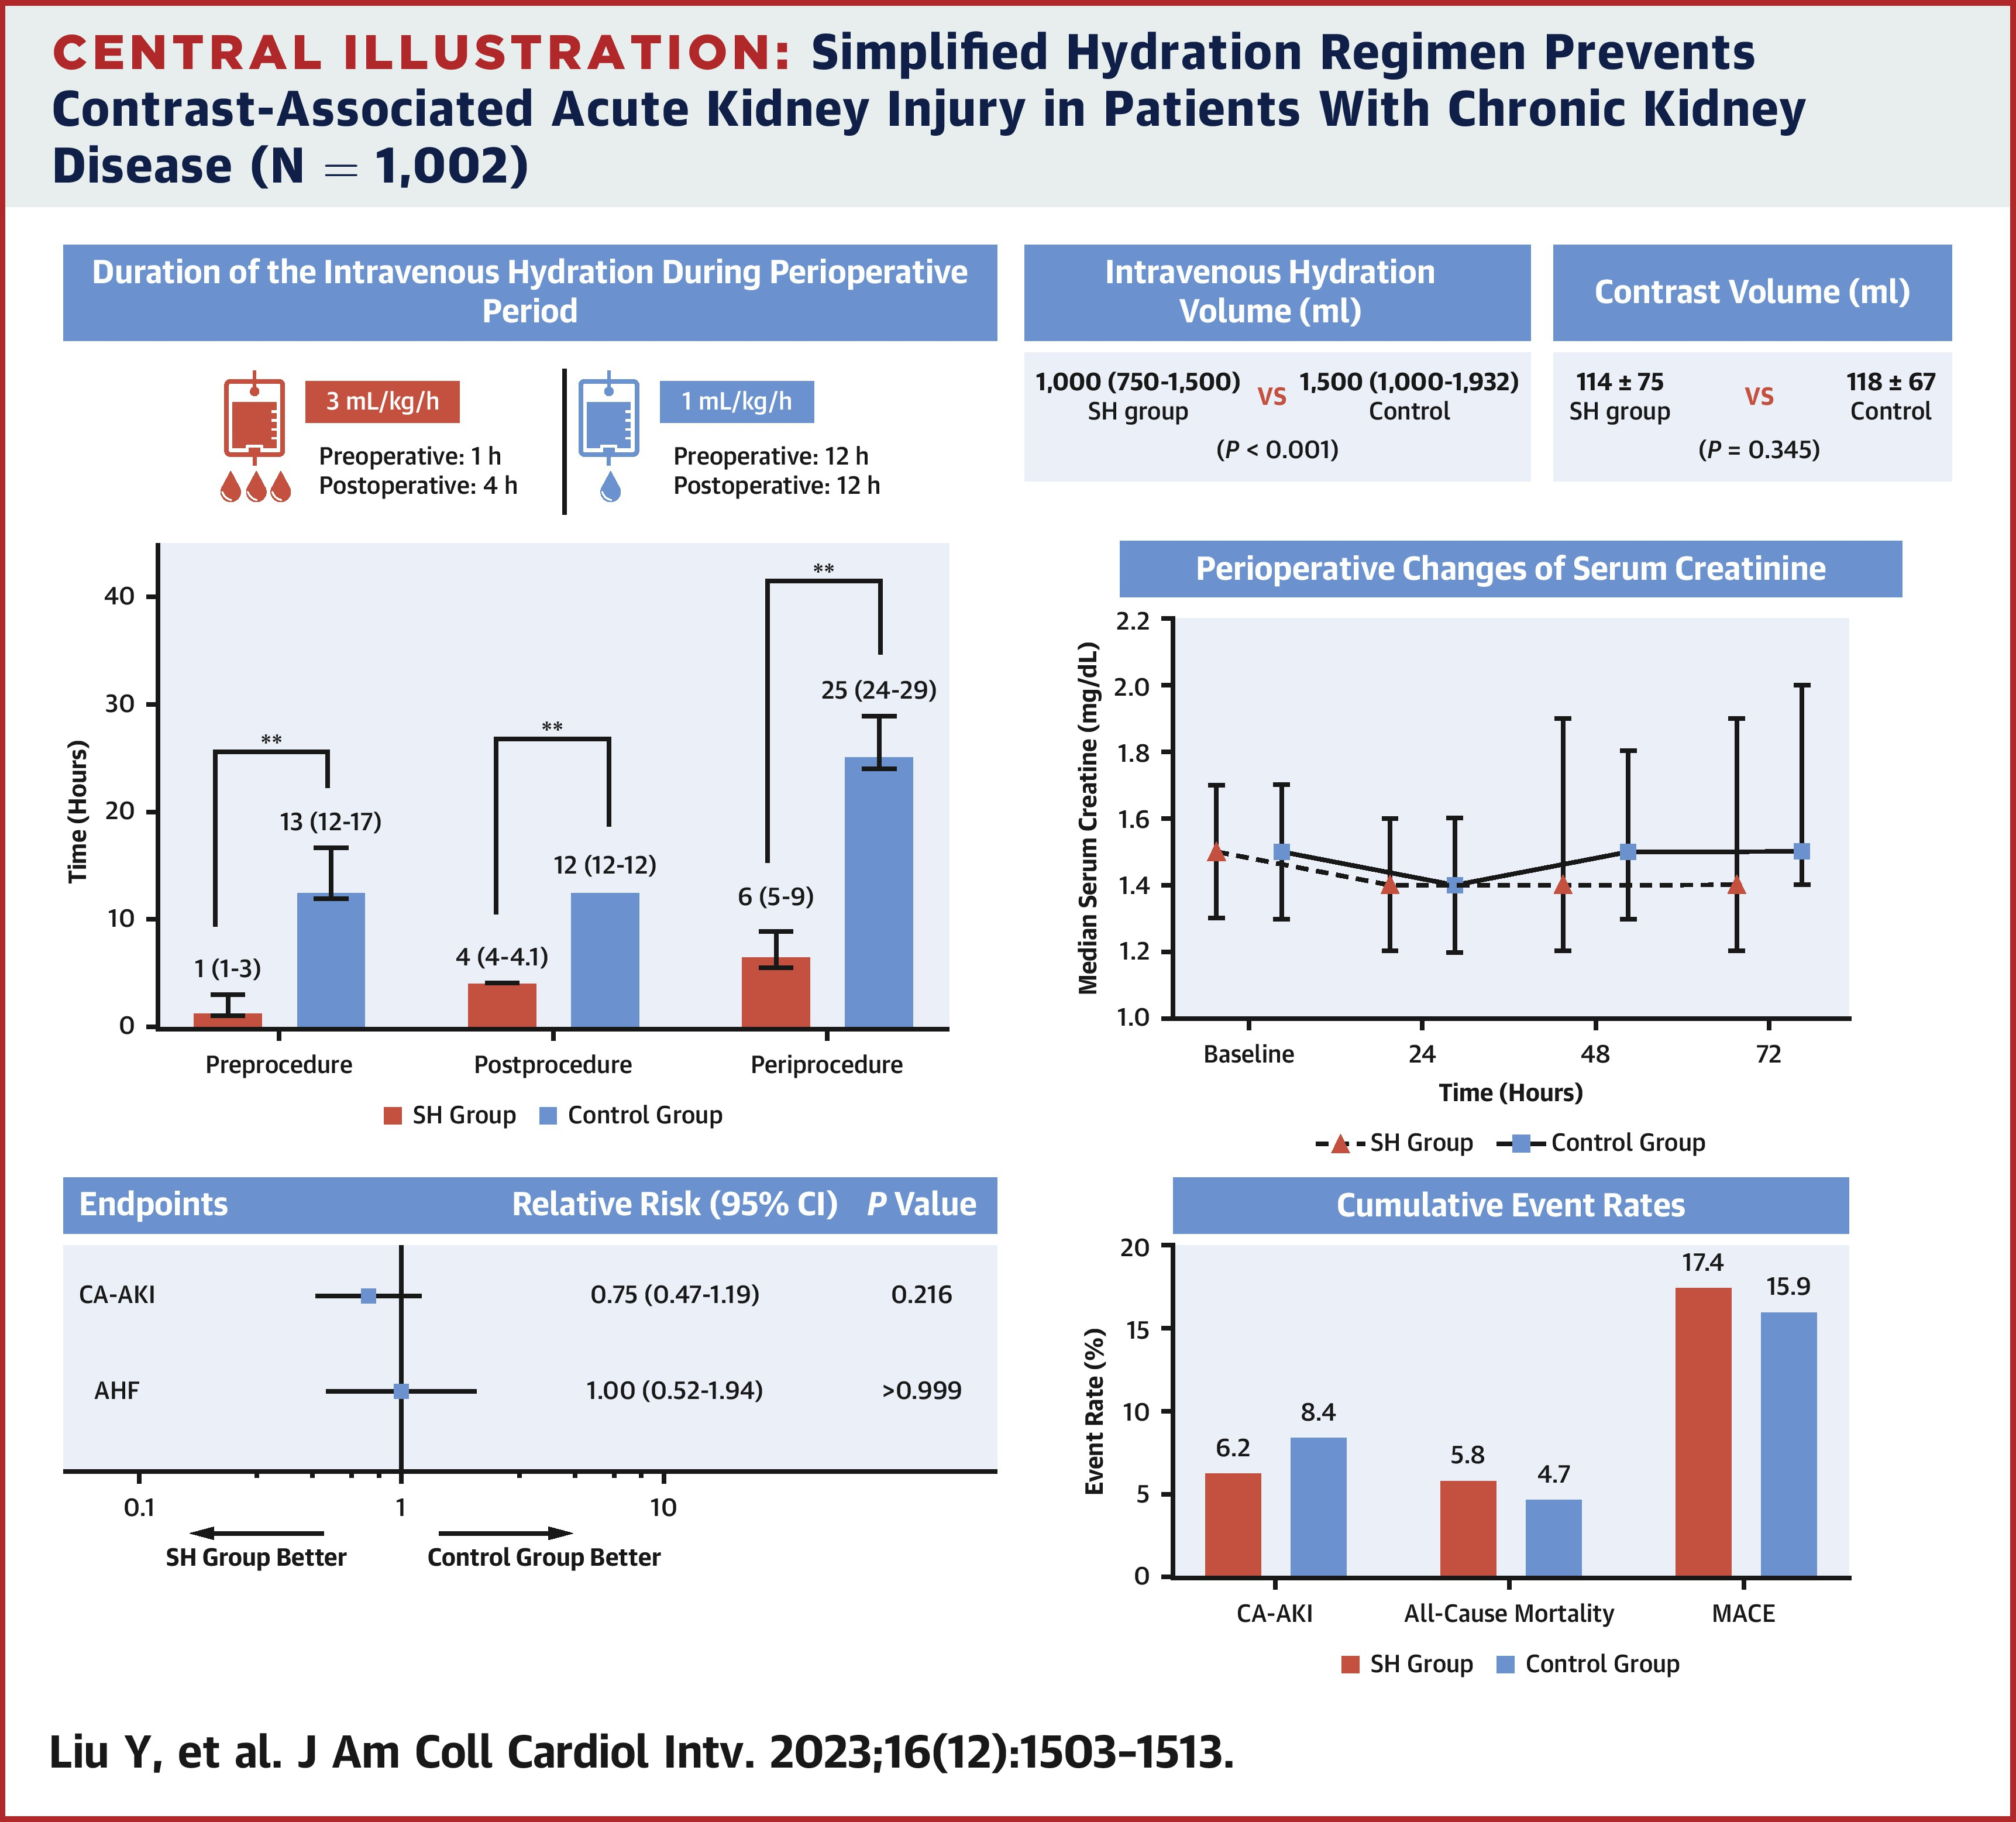 CENTRAL ILLUSTRATION: Simplified Hydration Regimen Prevents
Contrast-Associated Acute Kidney Injury in Patients With Chronic Kidney
Disease (N = 1,002)
Duration of the Intravenous Hydration During Perioperative
Period
3 mL/kg/h
Preoperative: 1 h
Postoperative: 4 h
1 mL/kg/h
Preoperative: 12 h
Postoperative: 12 h
Time (Hours)
40
30
20
10
0
**
**
**
1 (1-3)
13 (12-17)
4 (4-4.1)
12 (12-12)
6 (5-9)
25 (24-29)
Preprocedure
Postprocedure
Periprocedure
SH Group
Control Group
Intravenous Hydration
Volume (ml)
1,000 (750-1,500)
SH group
VS
1,500 (1,000-1,932)
Control
(P < 0.001)
Contrast Volume (ml)
114 ± 75
SH group
VS
118 ± 67
Control
(P = 0.345)
Perioperative Changes of Serum Creatinine
Median Serum Creatine (mg/dL)
2.2
2.0
1.8
1.6
1.4
1.2
1.0
Baseline
24
48
72
Time (Hours)
SH Group
Control Group
Endpoints
Relative Risk (95% CI)
P Value
CA-AKI
0.75 (0.47-1.19)
0.216
AHF
1.00 (0.52-1.94)
>0.999
0.1
1
10
SH Group Better
Control Group Better
Cumulative Event Rates
Event Rate (%)
20
15
10
5
0
6.2
8.4
5.8
4.7
17.4
15.9
CA-AKI
All-Cause Mortality
MACE
SH Group
Control Group
Liu Y, et al. J Am Coll Cardiol Intv. 2023;16(12):1503–1513.